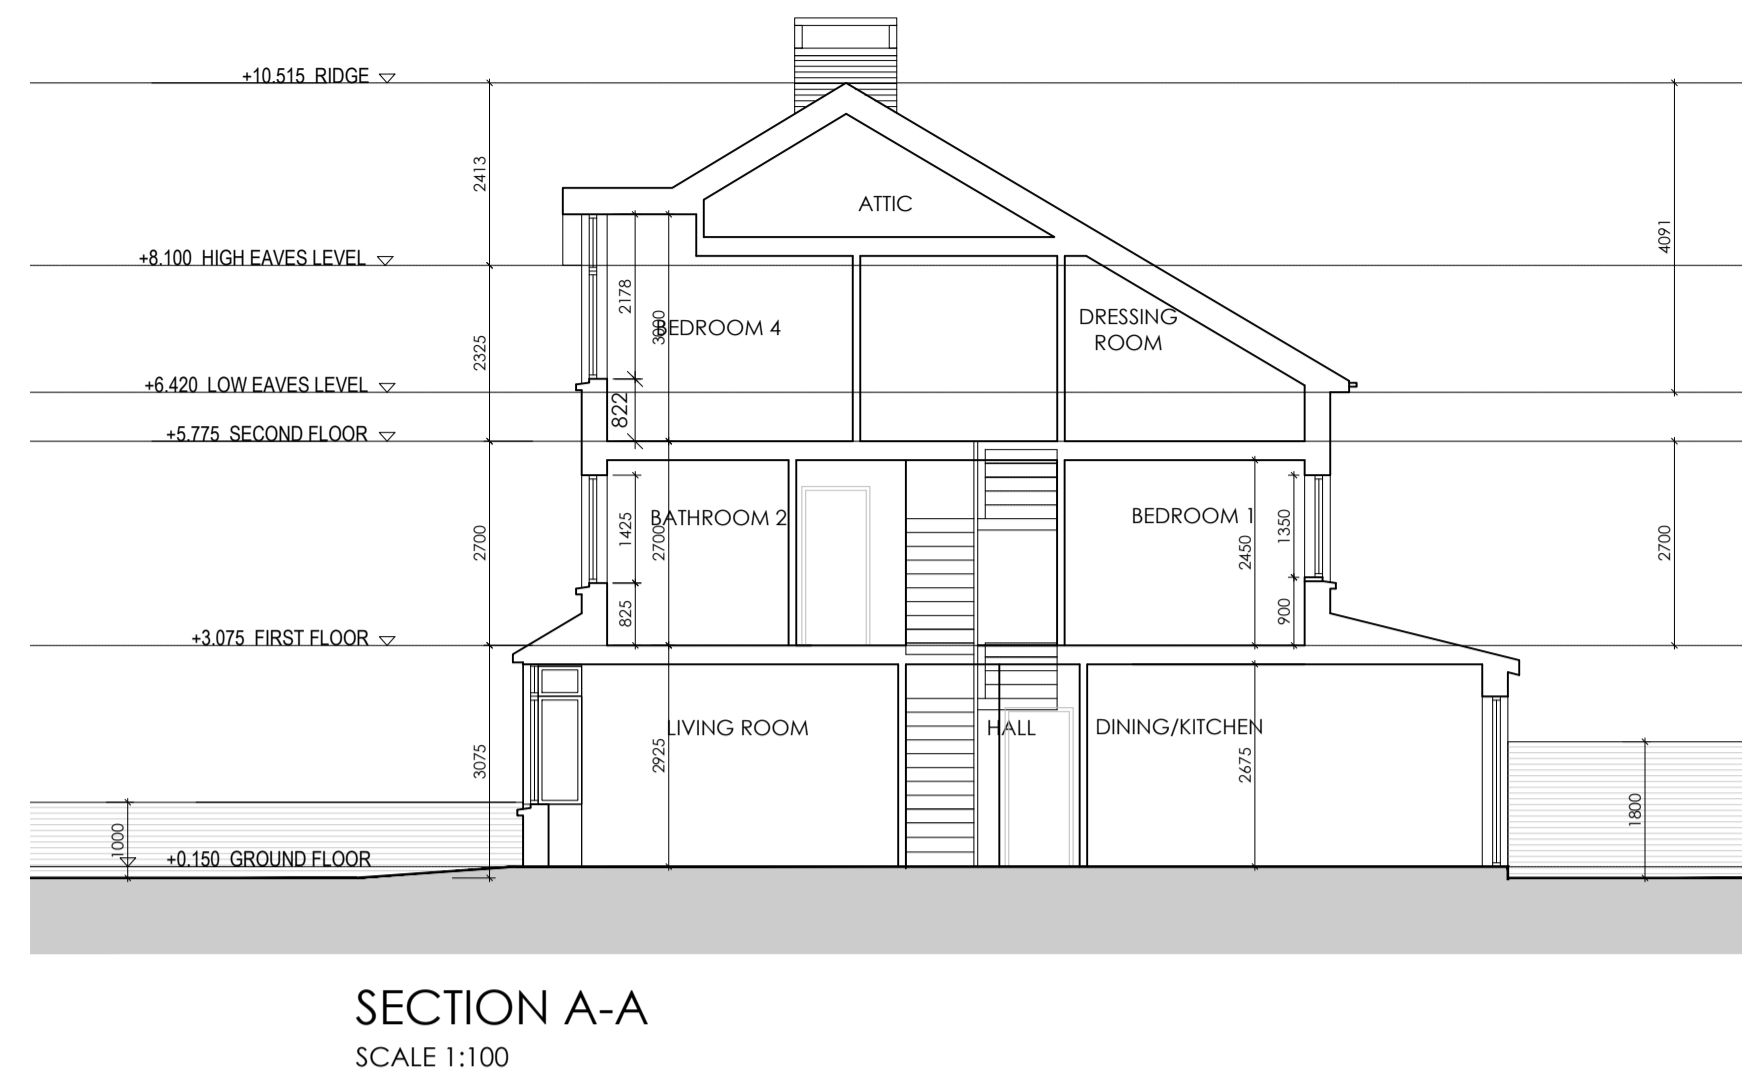 +10.515 RIDGE
2413
ATTIC
4091
+8.100 HIGH EAVES LEVEL
2178
3000
BEDROOM 4
DRESSING
ROOM
2325
+6.420 LOW EAVES LEVEL
822
+5.775 SECOND FLOOR
BATHROOM 2
BEDROOM 1
2700
1425
2700
2450
1350
2700
825
900
+3.075 FIRST FLOOR
LIVING ROOM
HALL
DINING/KITCHEN
3075
2925
2675
1000
1800
+0.150 GROUND FLOOR
SECTION A-A
SCALE 1:100